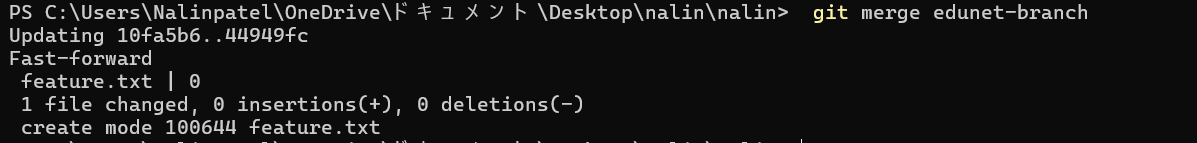 PS C:\Users\Nalinpatel\OneDrive\ドキュメント\Desktop\nalin\nalin>  git merge edunet-branch
Updating 10fa5b6..44949fc
Fast-forward
 feature.txt | 0
 1 file changed, 0 insertions(+), 0 deletions(-)
 create mode 100644 feature.txt